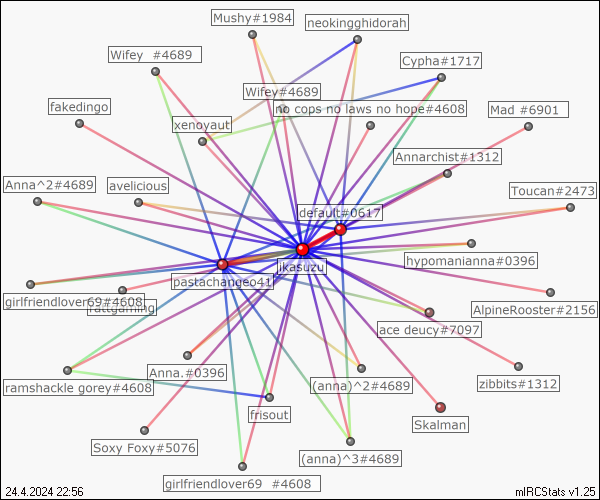 Mushy#1984
neokingghidorah
Wifey  #4689
Cypha#1717
Wifey#4689
fakedingo
no cops no laws no hope#4608
Mad #6901
xenoyaut
Annarchist#1312
Anna^2#4689
avelicious
Toucan#2473
default#0617
hypomanianna#0396
ikasuzu
pastachangeo41
girlfriendlover69#4608
rattgaming
AlpineRooster#2156
ace deucy#7097
Anna.#0396
(anna)^2#4689
zibbits#1312
ramshackle gorey#4608
frisout
Skalman
Soxy Foxy#5076
(anna)^3#4689
girlfriendlover69  #4608
24.4.2024 22:56
mIRCStats v1.25